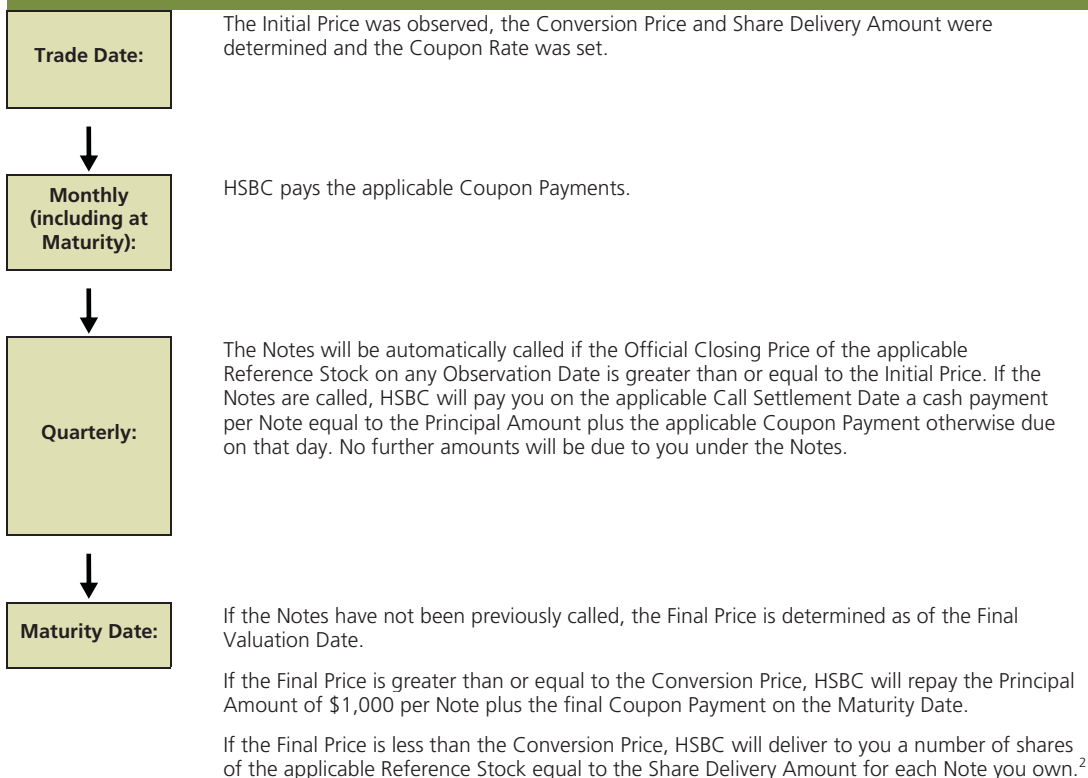 Trade Date:
The Initial Price was observed, the Conversion Price and Share Delivery Amount were
determined and the Coupon Rate was set.
Monthly
(including at
Maturity):
HSBC pays the applicable Coupon Payments.
Quarterly:
The Notes will be automatically called if the Official Closing Price of the applicable
Reference Stock on any Observation Date is greater than or equal to the Initial Price. If the
Notes are called, HSBC will pay you on the applicable Call Settlement Date a cash payment
per Note equal to the Principal Amount plus the applicable Coupon Payment otherwise due
on that day. No further amounts will be due to you under the Notes.
Maturity Date:
If the Notes have not been previously called, the Final Price is determined as of the Final
Valuation Date.
If the Final Price is greater than or equal to the Conversion Price, HSBC will repay the Principal
Amount of $1,000 per Note plus the final Coupon Payment on the Maturity Date.
If the Final Price is less than the Conversion Price, HSBC will deliver to you a number of shares
of the applicable Reference Stock equal to the Share Delivery Amount for each Note you own.²